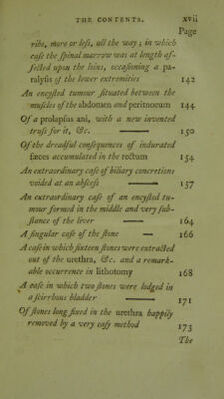 THE CONTENTS. xvii
Page
ribs, more or less, all the way; in which
case the spinal marrow was at length af-
fected upon the loins, occasioning a pa-
ralysis of the lower extremities 142
An encysted tumour situated between the
muscles of the abdomen and peritonœum 144
Of a prolapsus ani, with a new invented
truss for it, &c. 150
Of the dreadful consequences of indurated
fæces accumulated in the rectum 154
An extraordinary case of biliary concretions
voided at an abscess 157
An extraordinary case of an encysted tu-
mour formed in the middle and very sub-
stance of the liver 164
A singular case of the stone 166
A case in which sixteen stones were extracted
out of the urethra, &c. and a remark-
able occurrence in lithotomy 168
A case in which two stones were lodged in
a scirrhous bladder 171
Of stones long fixed in the urethra happily
removed by a very easy method 173
The